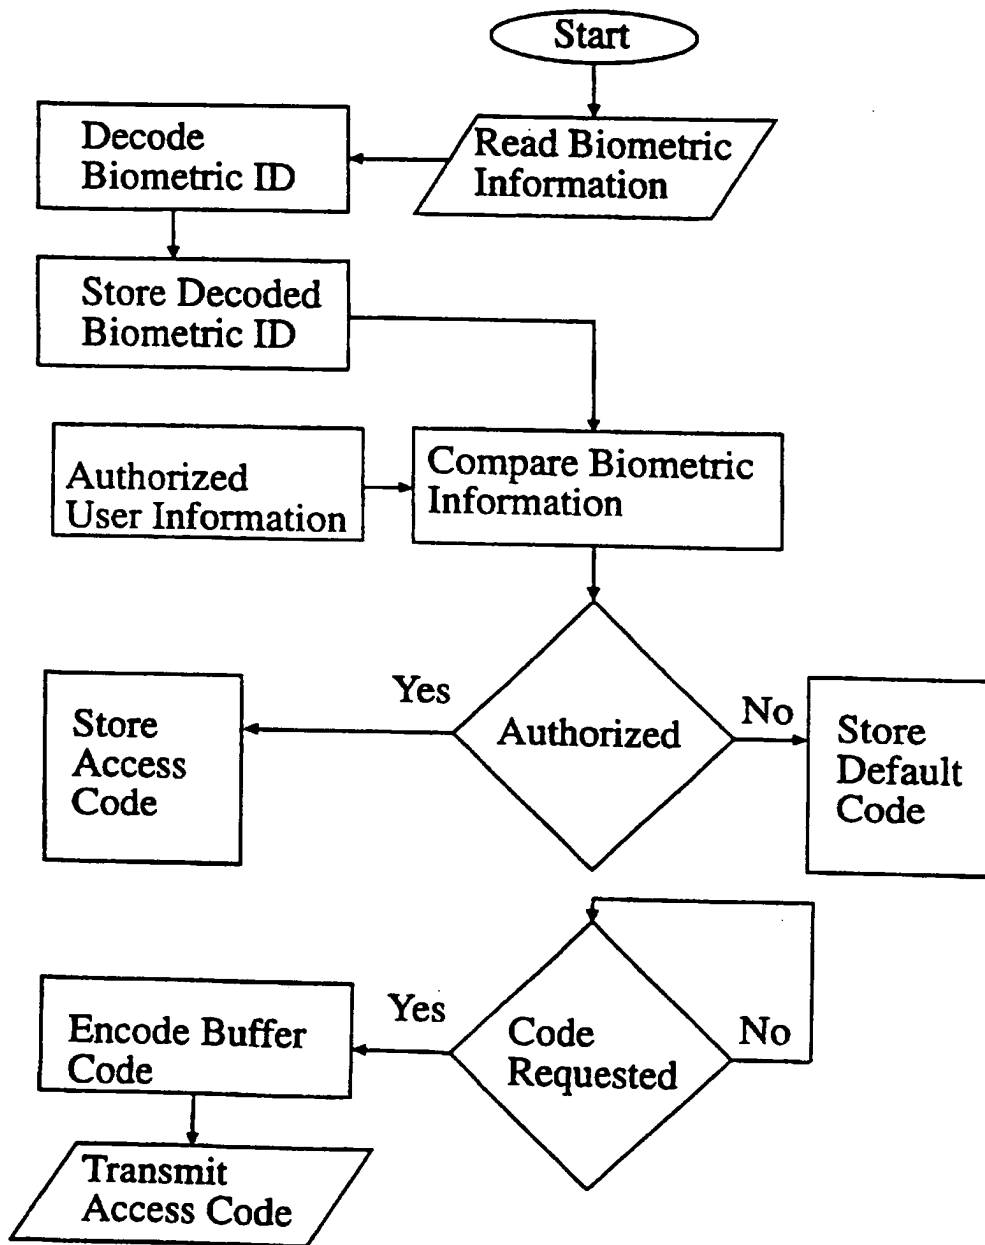 Start
Read Biometric
Information
Decode
Biometric ID
Store Decoded
Biometric ID
Authorized
User Information
Compare Biometric
Information
Authorized
Yes
No
Store
Access
Code
Store
Default
Code
Code
Requested
Yes
No
Encode Buffer
Code
Transmit
Access Code